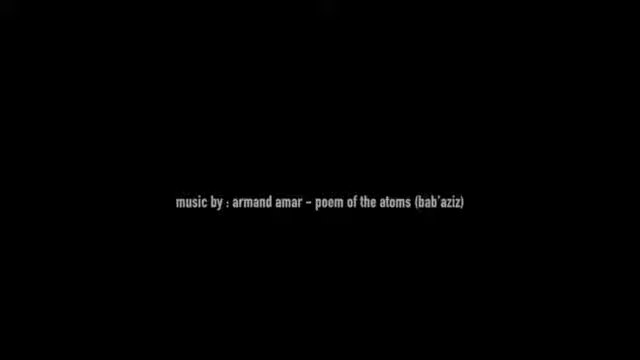 music by : armand amar - poem of the atoms (bab'aziz)